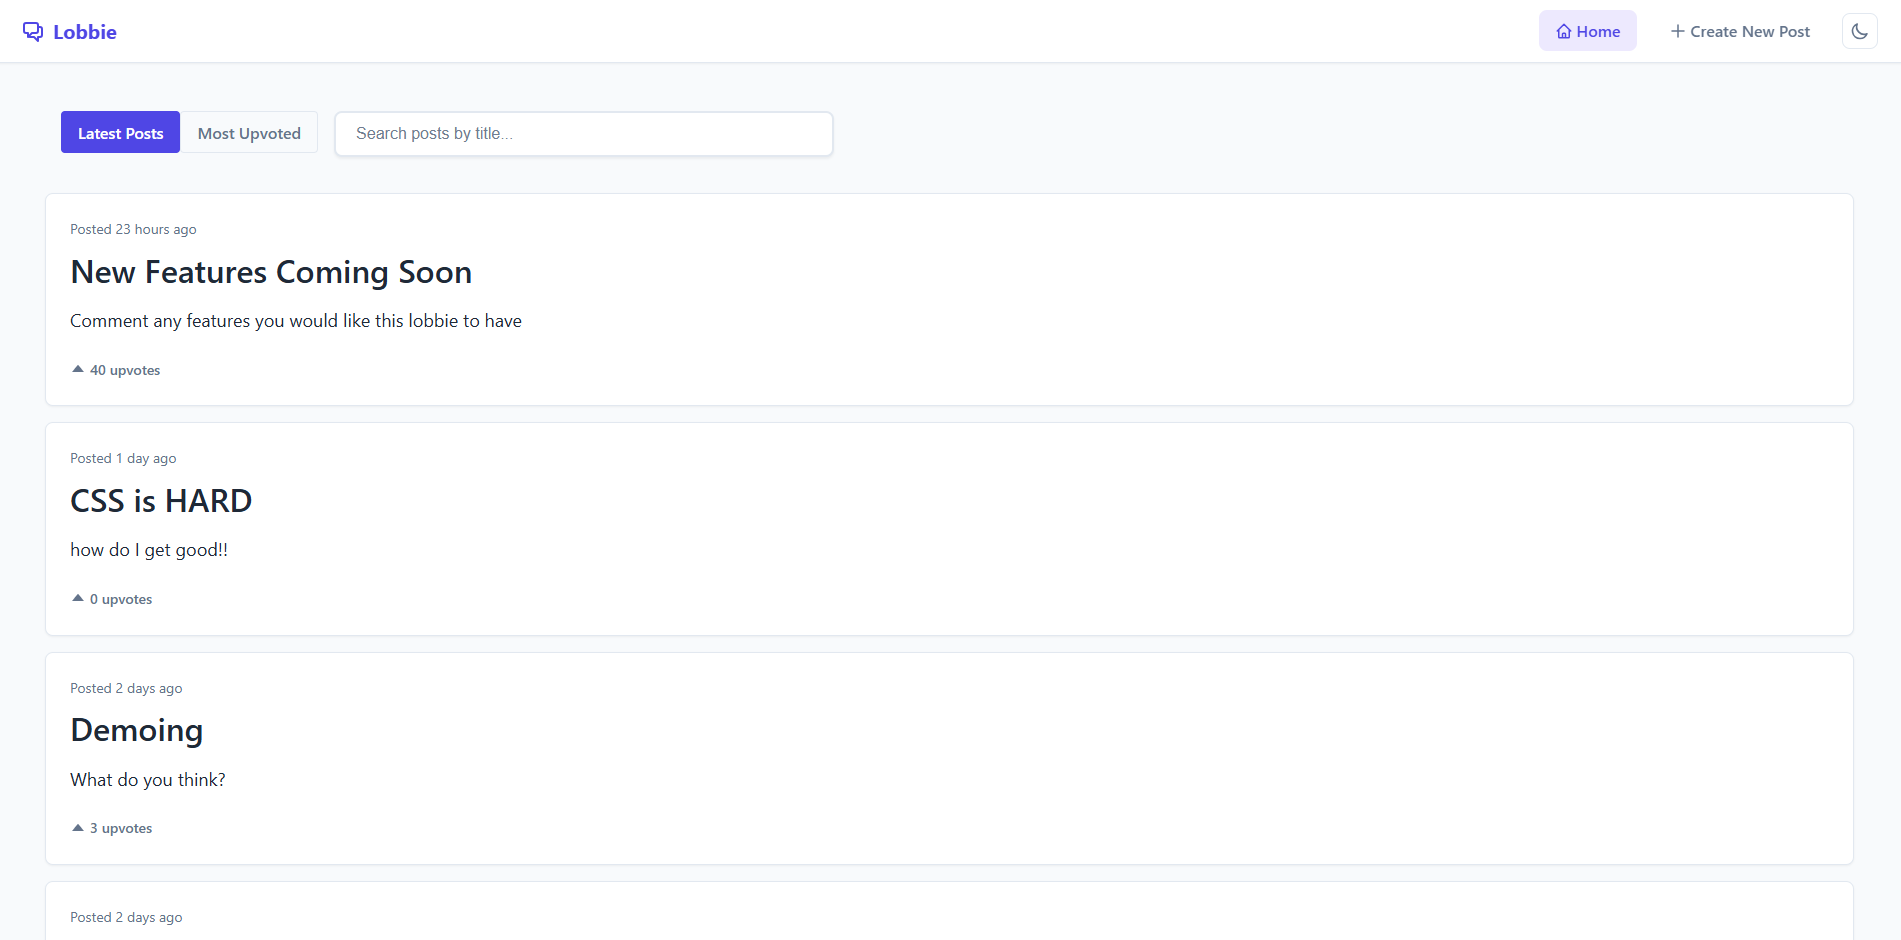 Lobbie
Home
Create New Post
Latest Posts
Most Upvoted
Search posts by title...
Posted 23 hours ago
New Features Coming Soon
Comment any features you would like this lobbie to have
40 upvotes
Posted 1 day ago
CSS is HARD
how do I get good!!
0 upvotes
Posted 2 days ago
Demoing
What do you think?
3 upvotes
Posted 2 days ago